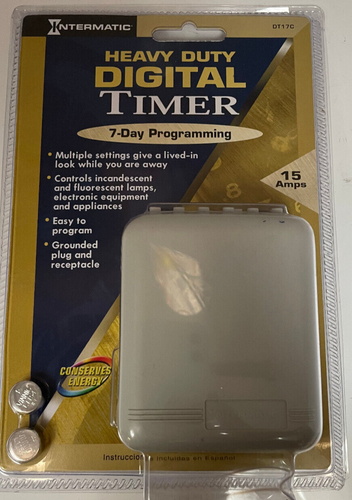 INTERMATIC®
DT17C
HEAVY DUTY
DIGITAL
TIMER
7-Day Programming
• Multiple settings give a lived-in
look while you are away
• Controls incandescent
and fluorescent lamps,
electronic equipment
and appliances
• Easy to
program
• Grounded
plug and
receptacle
15
Amps
CONSERVES
ENERGY
en Español